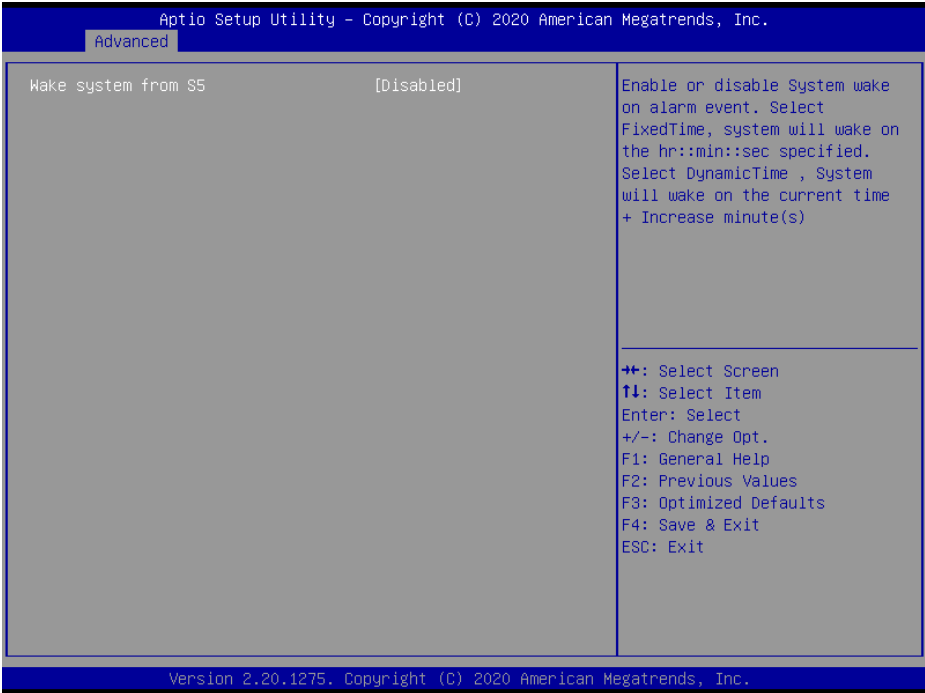 Aptio Setup Utility – Copyright (C) 2020 American Megatrends, Inc.
Advanced
Wake system from S5 [Disabled]
Enable or disable System wake
on alarm event. Select
FixedTime, system will wake on
the hr::min::sec specified.
Select DynamicTime , System
will wake on the current time
+ Increase minute(s)
→←: Select Screen
↑↓: Select Item
Enter: Select
+/-: Change Opt.
F1: General Help
F2: Previous Values
F3: Optimized Defaults
F4: Save & Exit
ESC: Exit
Version 2.20.1275. Copyright (C) 2020 American Megatrends, Inc.